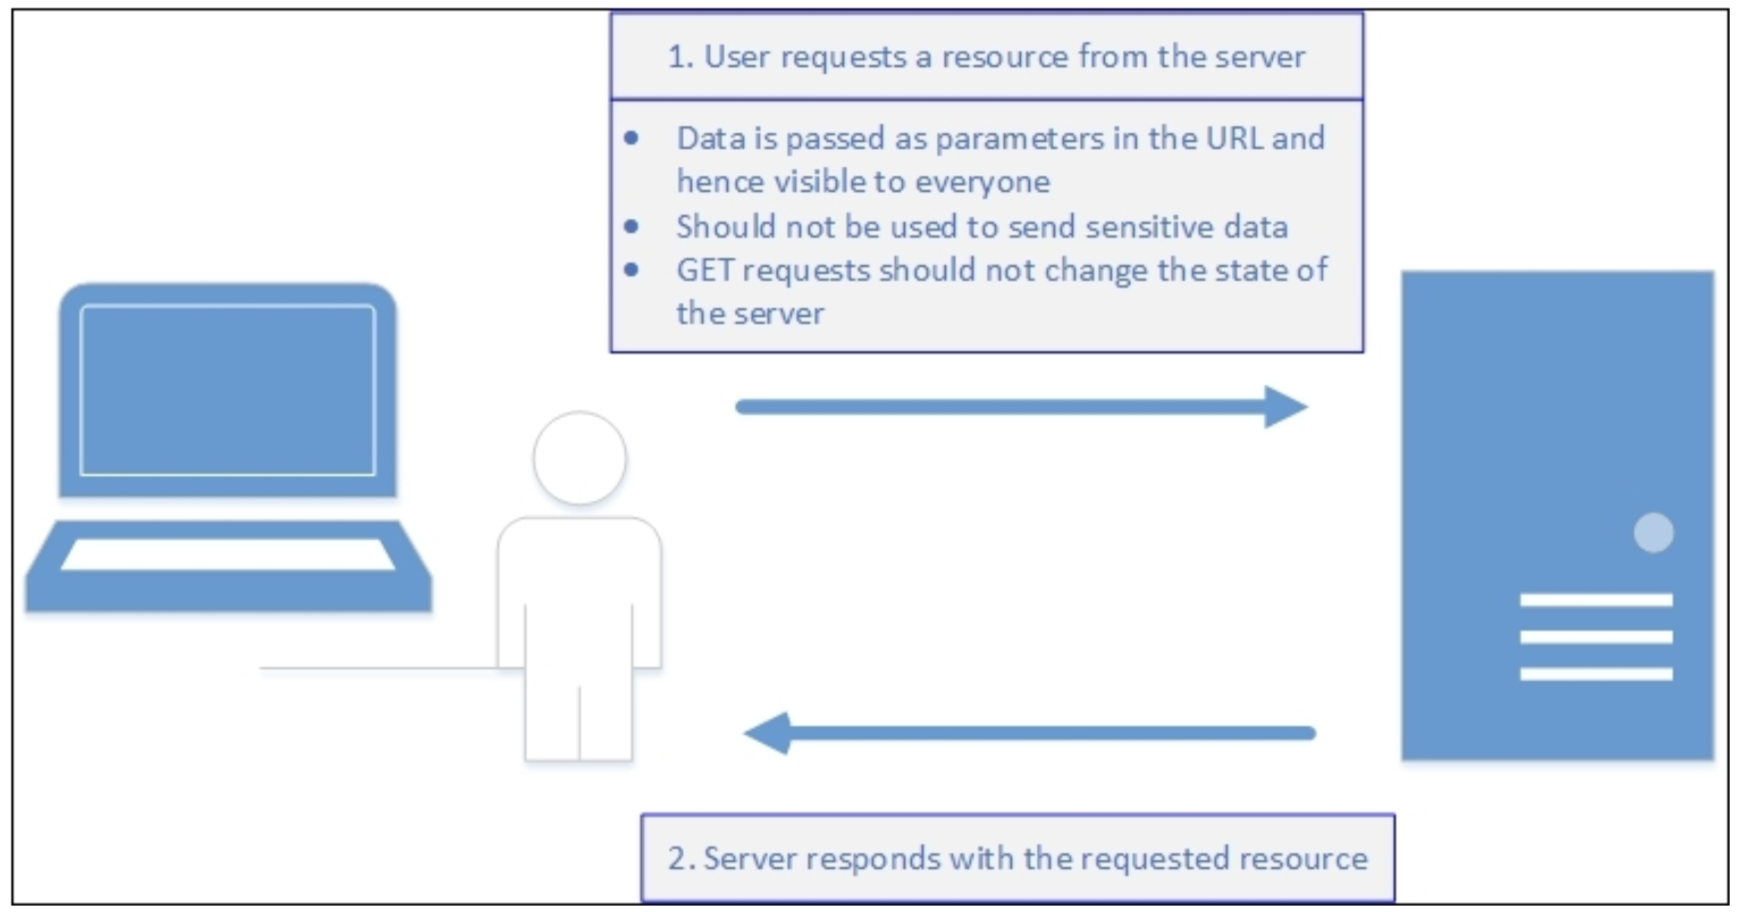 1. User requests a resource from the server
• Data is passed as parameters in the URL and
hence visible to everyone
• Should not be used to send sensitive data
• GET requests should not change the state of
the server
2. Server responds with the requested resource